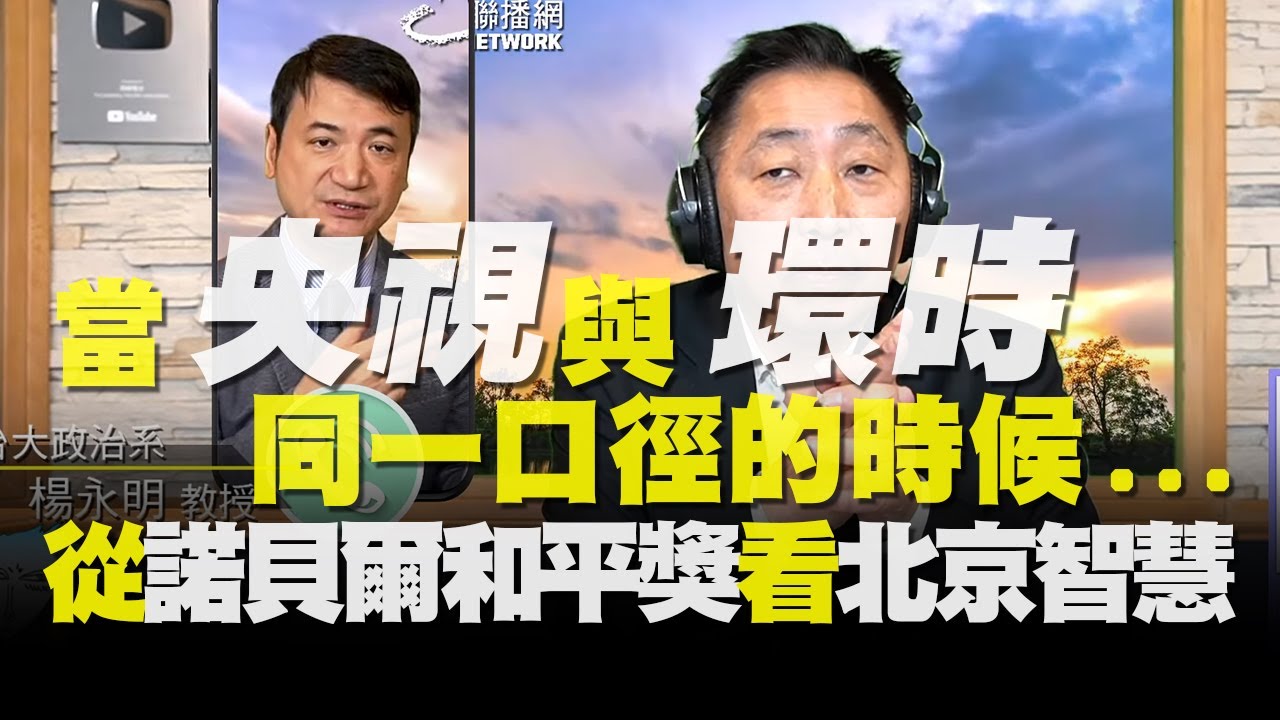 聯播網
ETWORK
YouTube
當央視與環時
同一口徑的時候...
台大政治系
楊永明 教授
從諾貝爾和平獎看北京智慧